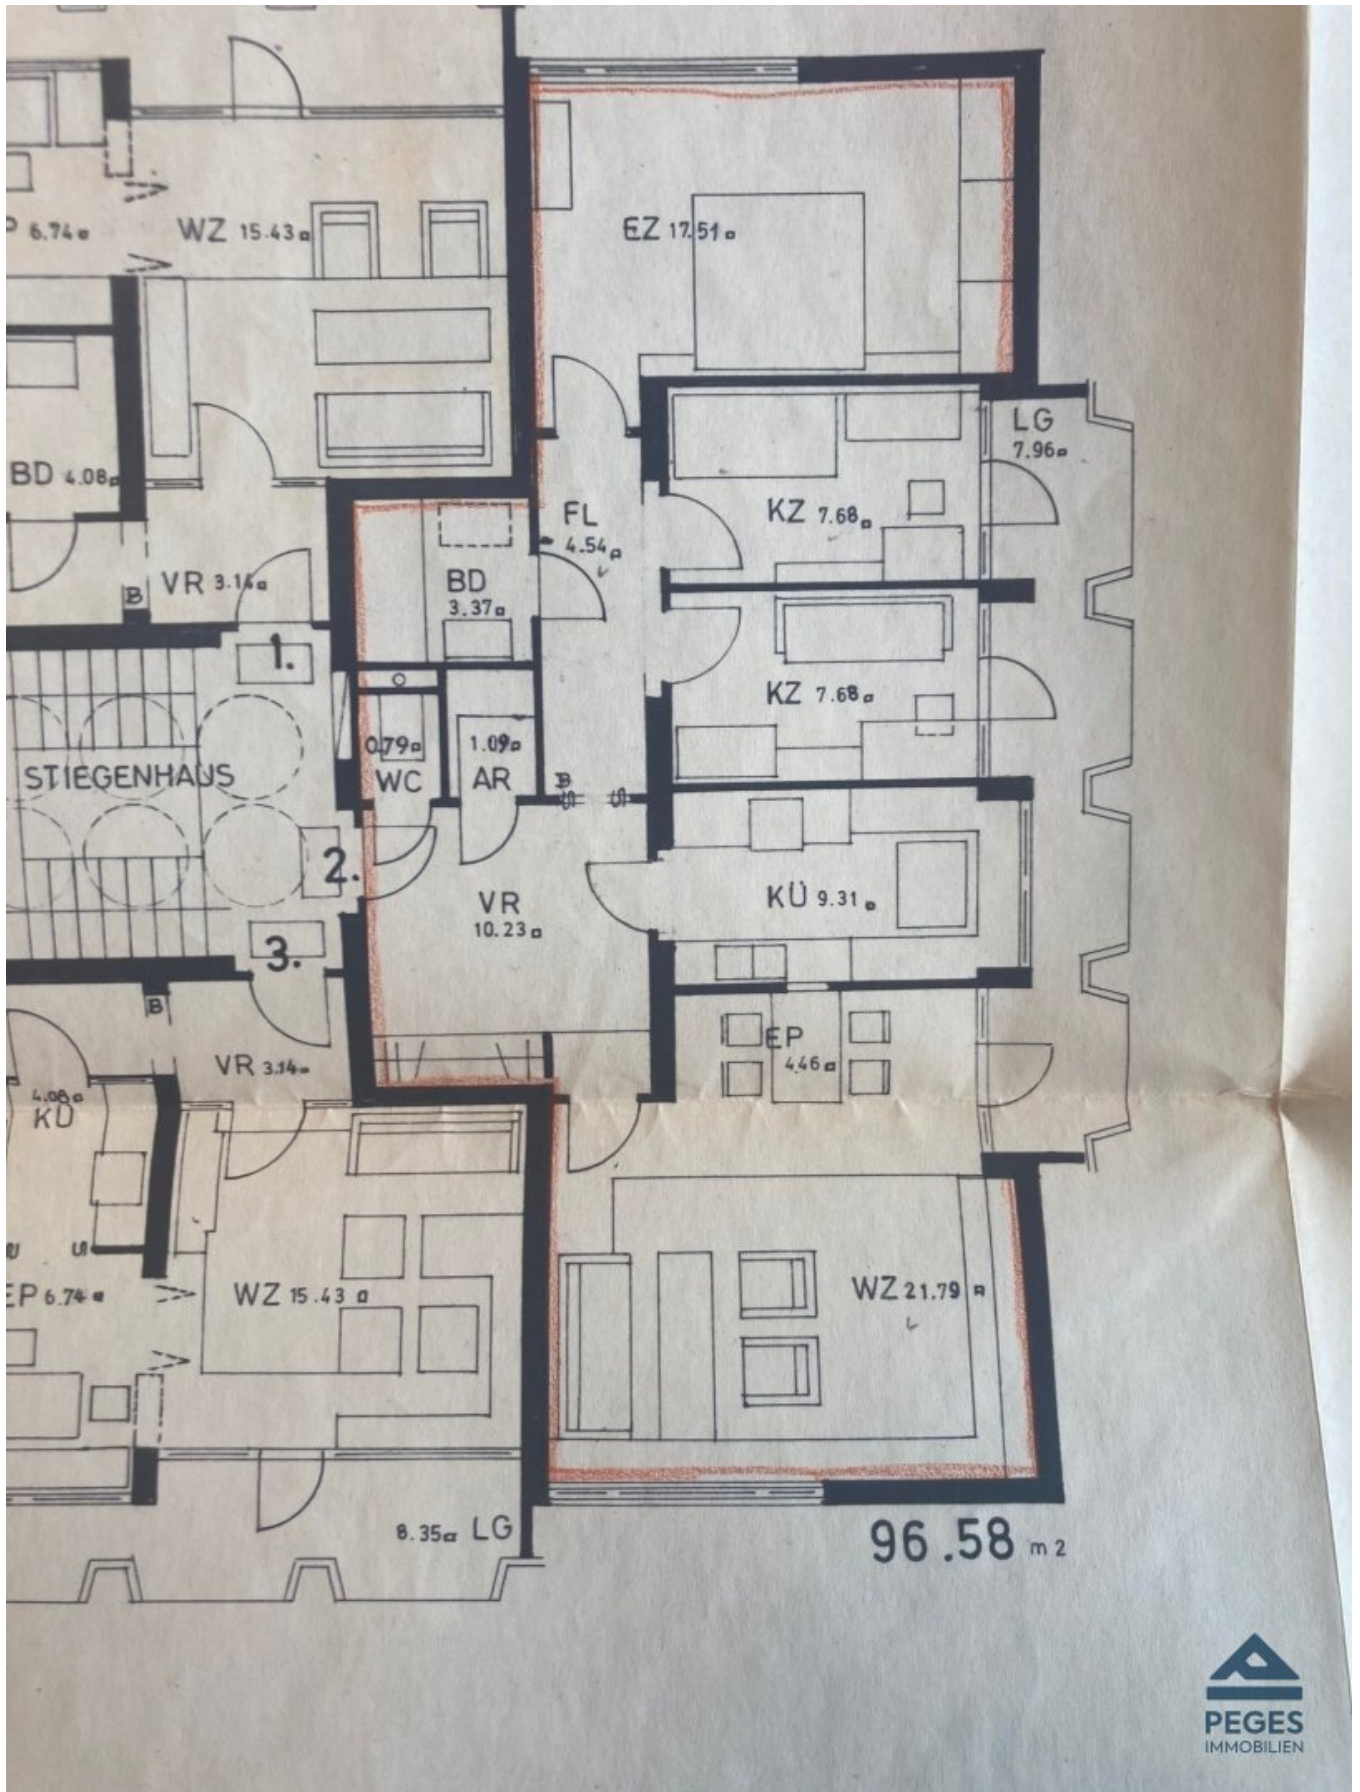 P 6.74
WZ 15.43
EZ 17.51
LG
7.96
BD 4.08
KZ 7.68
FL
4.54
VR 3.14
B
BD
3.37
1.
KZ 7.68
0.79
WC
1.09
AR
B
STIEGENHAUS
2.
VR
10.23
KÜ 9.31
3.
B
EP
4.46
VR 3.14
4.08
KÜ
EP 6.74
WZ 15.43
WZ 21.79
8.35 LG
96.58 m2
PEGES
IMMOBILIEN